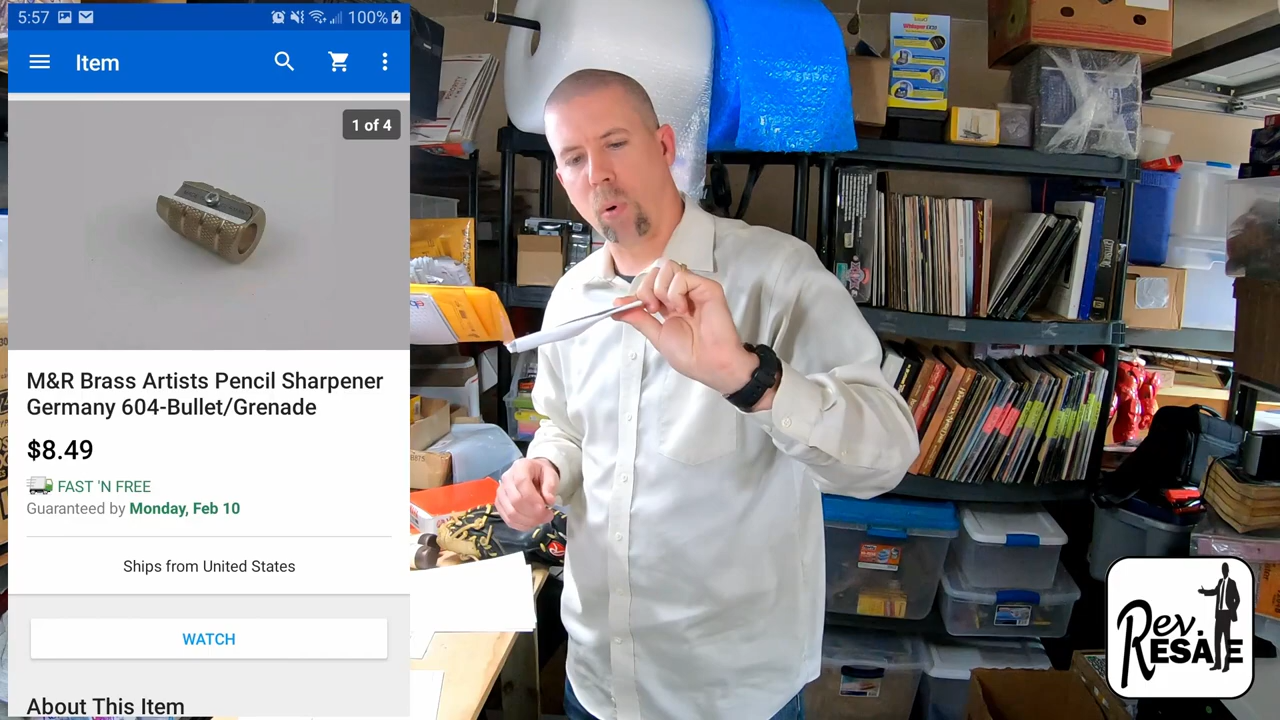 5:57
100%
Item
1 of 4
M&R Brass Artists Pencil Sharpener
Germany 604-Bullet/Grenade
$8.49
FAST 'N FREE
Guaranteed by Monday, Feb 10
Ships from United States
WATCH
About This Item
Rev.
RESALE